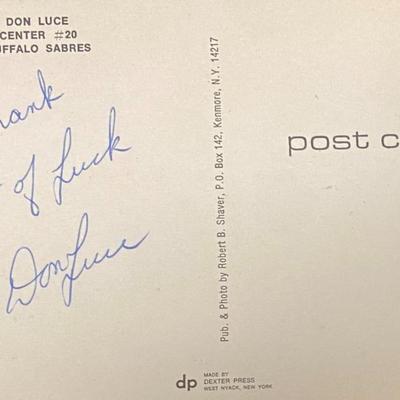 DON LUCE
CENTER #20
UFFALO SABRES
rank
of Luck
Don Luce
Pub. & Photo by Robert B. Shaver, P.O. Box 142, Kenmore, N.Y. 14217
post c
dp
MADE BY
DEXTER PRESS
WEST NYACK, NEW YORK